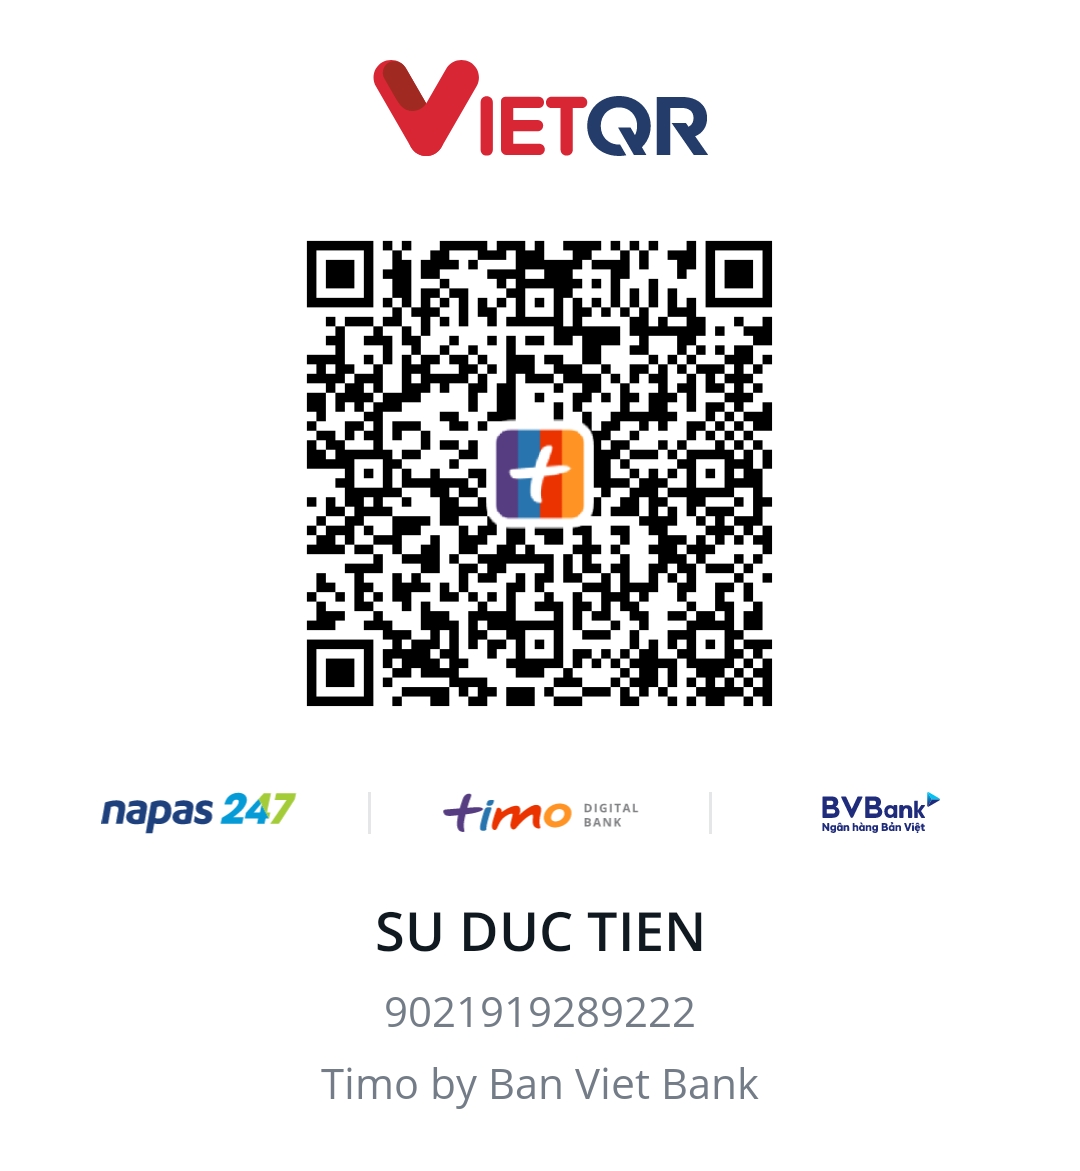 VIETQR
napas 247
timo DIGITAL BANK
BVBank
Ngân hàng Bản Việt
SU DUC TIEN
9021919289222
Timo by Ban Viet Bank